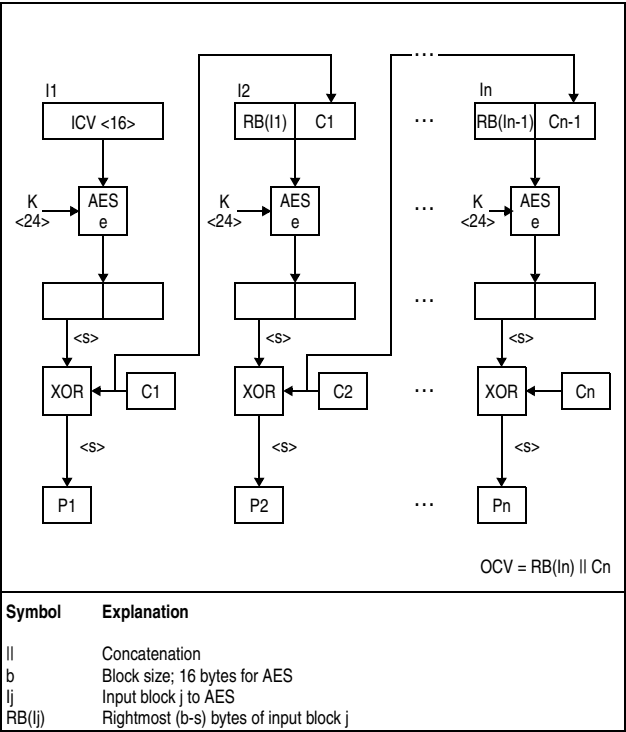 ...
I1 I2 In
ICV <16> RB(I1) C1 ... RB(In-1) Cn-1
K <24> AES e K <24> AES e ... K <24> AES e
...
<s> <s> <s>
XOR C1 XOR C2 ... XOR Cn
<s> <s> <s>
P1 P2 ... Pn
OCV = RB(In) || Cn
Symbol Explanation
|| Concatenation
b Block size; 16 bytes for AES
Ij Input block j to AES
RB(Ij) Rightmost (b-s) bytes of input block j